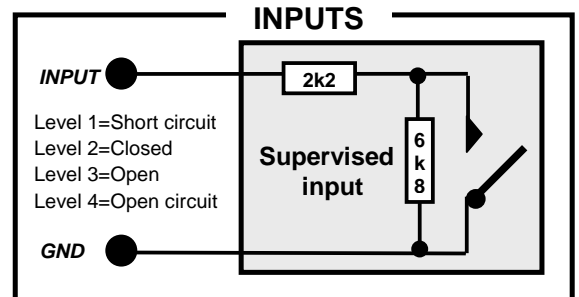 INPUTS
INPUT
2k2
Level 1=Short circuit
Level 2=Closed
Level 3=Open
Level 4=Open circuit
Supervised
input
6
k
8
GND